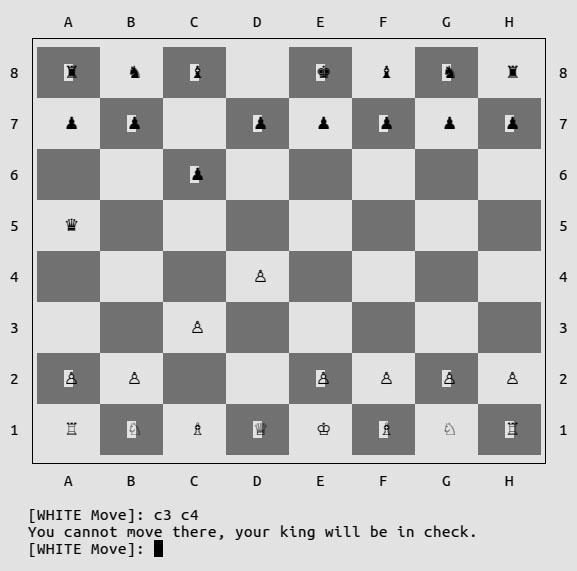 A B C D E F G H
8 ♜ ♞ ♝ ♚ ♝ ♞ ♜ 8
7 ♟ ♟ ♟ ♟ ♟ ♟ ♟ 7
6 ♟ 6
5 ♛ 5
4 ♙ 4
3 ♙ 3
2 ♙ ♙ ♙ ♙ ♙ ♙ 2
1 ♖ ♘ ♗ ♕ ♔ ♗ ♘ ♖ 1
A B C D E F G H
[WHITE Move]: c3 c4
You cannot move there, your king will be in check.
[WHITE Move]: